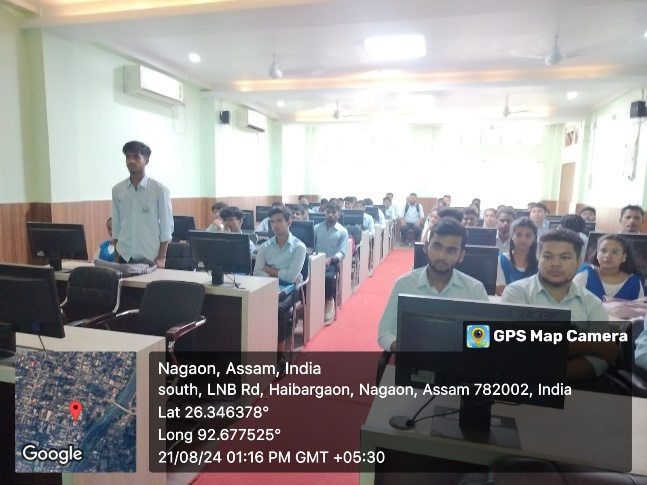 GPS Map Camera
Nagaon, Assam, India
south, LNB Rd, Haibargaon, Nagaon, Assam 782002, India
Lat 26.346378°
Long 92.677525°
21/08/24 01:16 PM GMT +05:30
Google